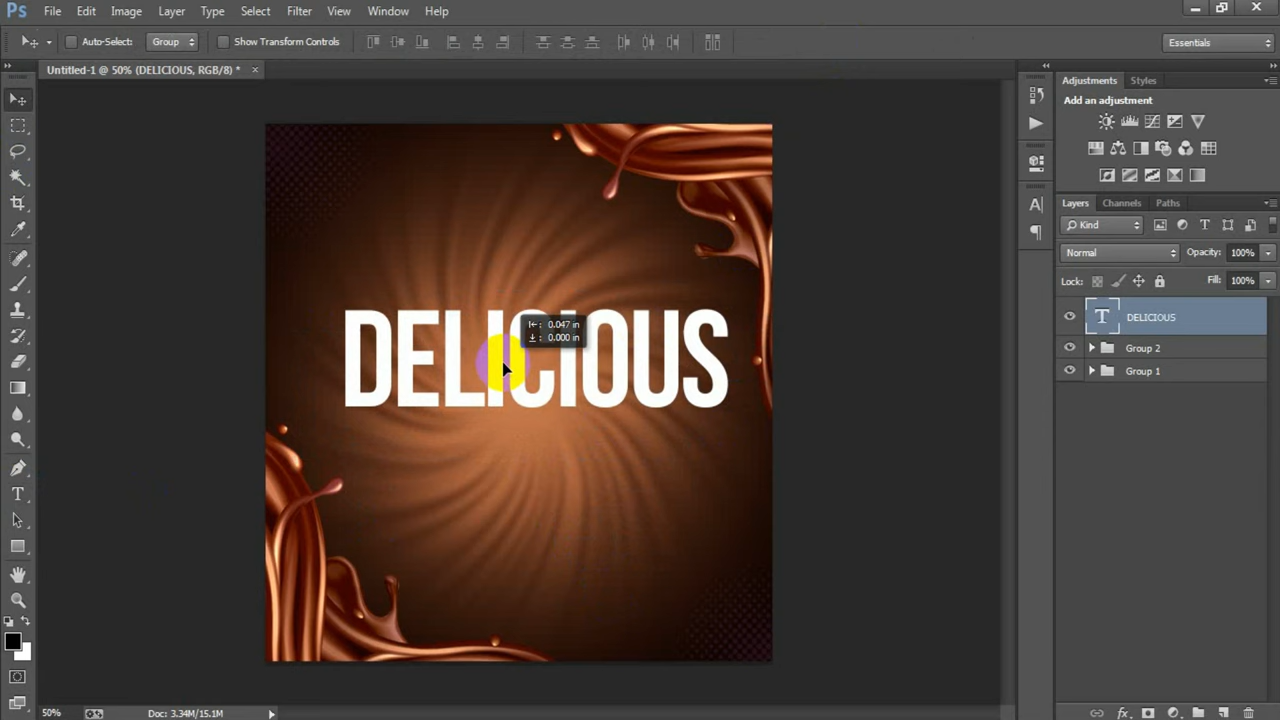 Ps File Edit Image Layer Type Select Filter View Window Help
Auto-Select: Group Show Transform Controls Essentials
Untitled-1 @ 50% (DELICIOUS, RGB/8) * ×
Adjustments Styles
Add an adjustment
Layers Channels Paths
Kind
Normal Opacity: 100%
Lock: Fill: 100%
DELICIOUS
Group 2
Group 1
DELICIOUS
0.047 in
0.000 in
50% Doc: 3.34M/15.1M